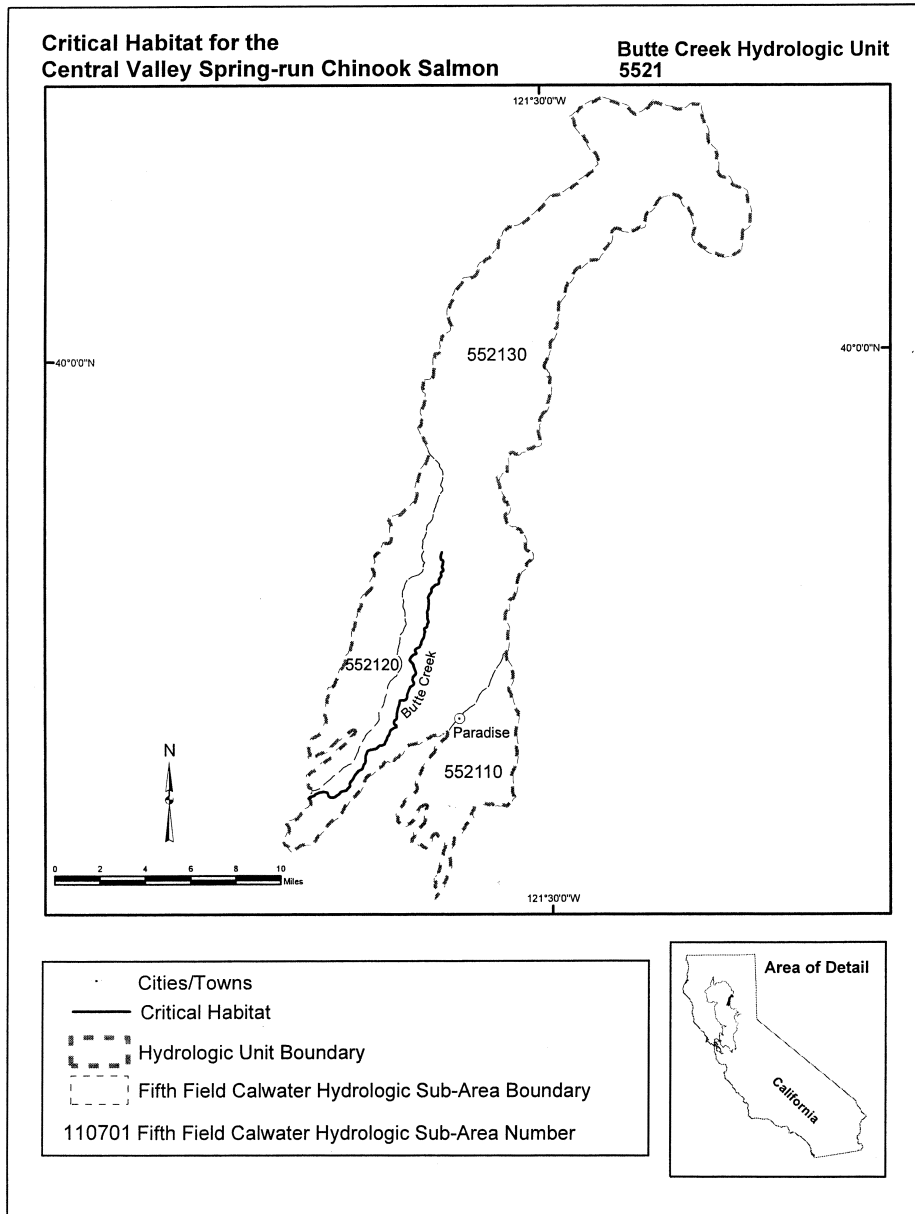 Critical Habitat for the
Central Valley Spring-run Chinook Salmon
Butte Creek Hydrologic Unit
5521
121°30'0"W
40°0'0"N
40°0'0"N
552130
552120
Butte Creek
Paradise
552110
N
0 2 4 6 8 10
Miles
121°30'0"W
Cities/Towns
Critical Habitat
Hydrologic Unit Boundary
Fifth Field Calwater Hydrologic Sub-Area Boundary
110701 Fifth Field Calwater Hydrologic Sub-Area Number
Area of Detail
California